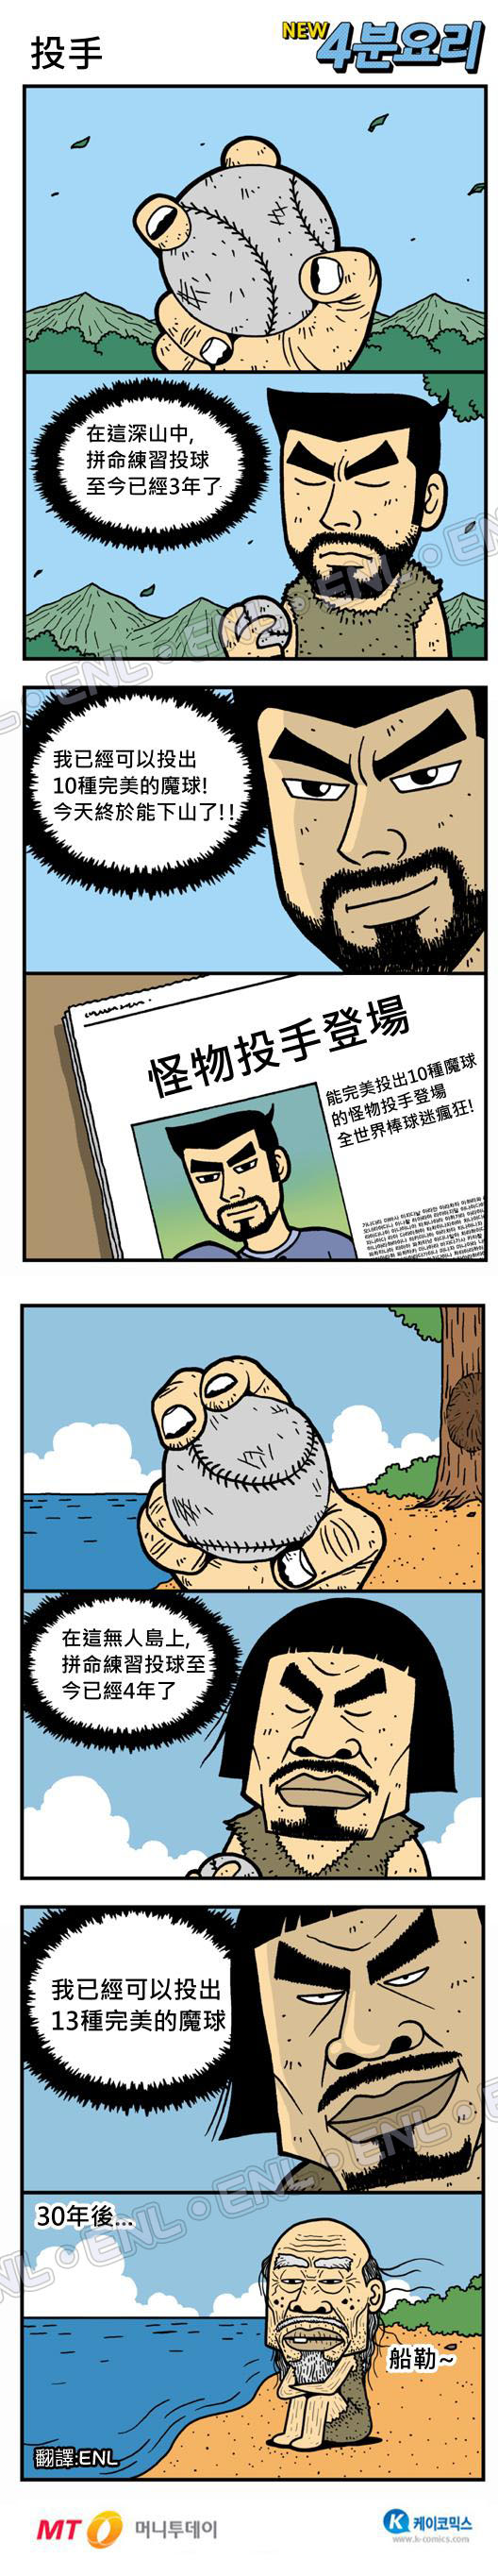 投手
NEW 4분요리
在這深山中,
拼命練習投球
至今已經3年了
我已經可以投出
10種完美的魔球!
今天終於能下山了!!
怪物投手登場
能完美投出10種魔球
的怪物投手登場
全世界棒球迷瘋狂!
在這無人島上,
拼命練習投球至
今已經4年了
我已經可以投出
13種完美的魔球
30年後...
船勒~
翻譯:ENL
MT 머니투데이
K 케이코믹스
www.k-comics.com